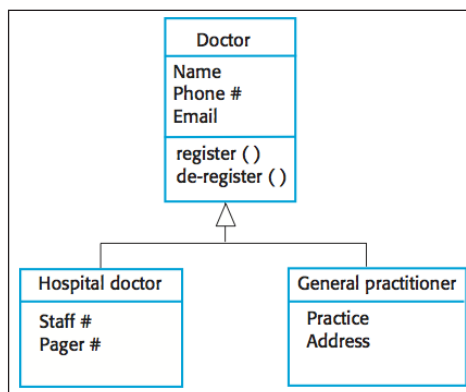 Doctor
Name
Phone #
Email
register ( )
de-register ( )
Hospital doctor
Staff #
Pager #
General practitioner
Practice
Address